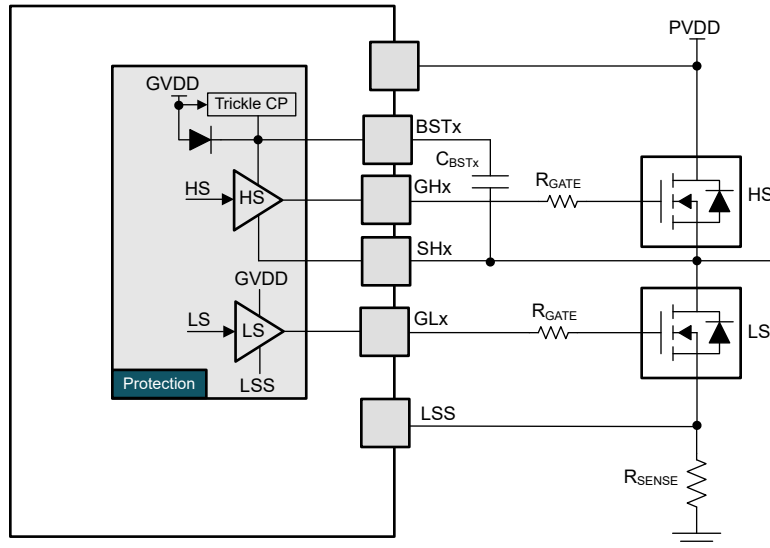 PVDD
GVDD
Trickle CP
BSTx
CBSTx
HS
HS
GHx
RGATE
HS
SHx
GVDD
LS
LS
GLx
RGATE
LS
LSS
Protection
LSS
RSENSE